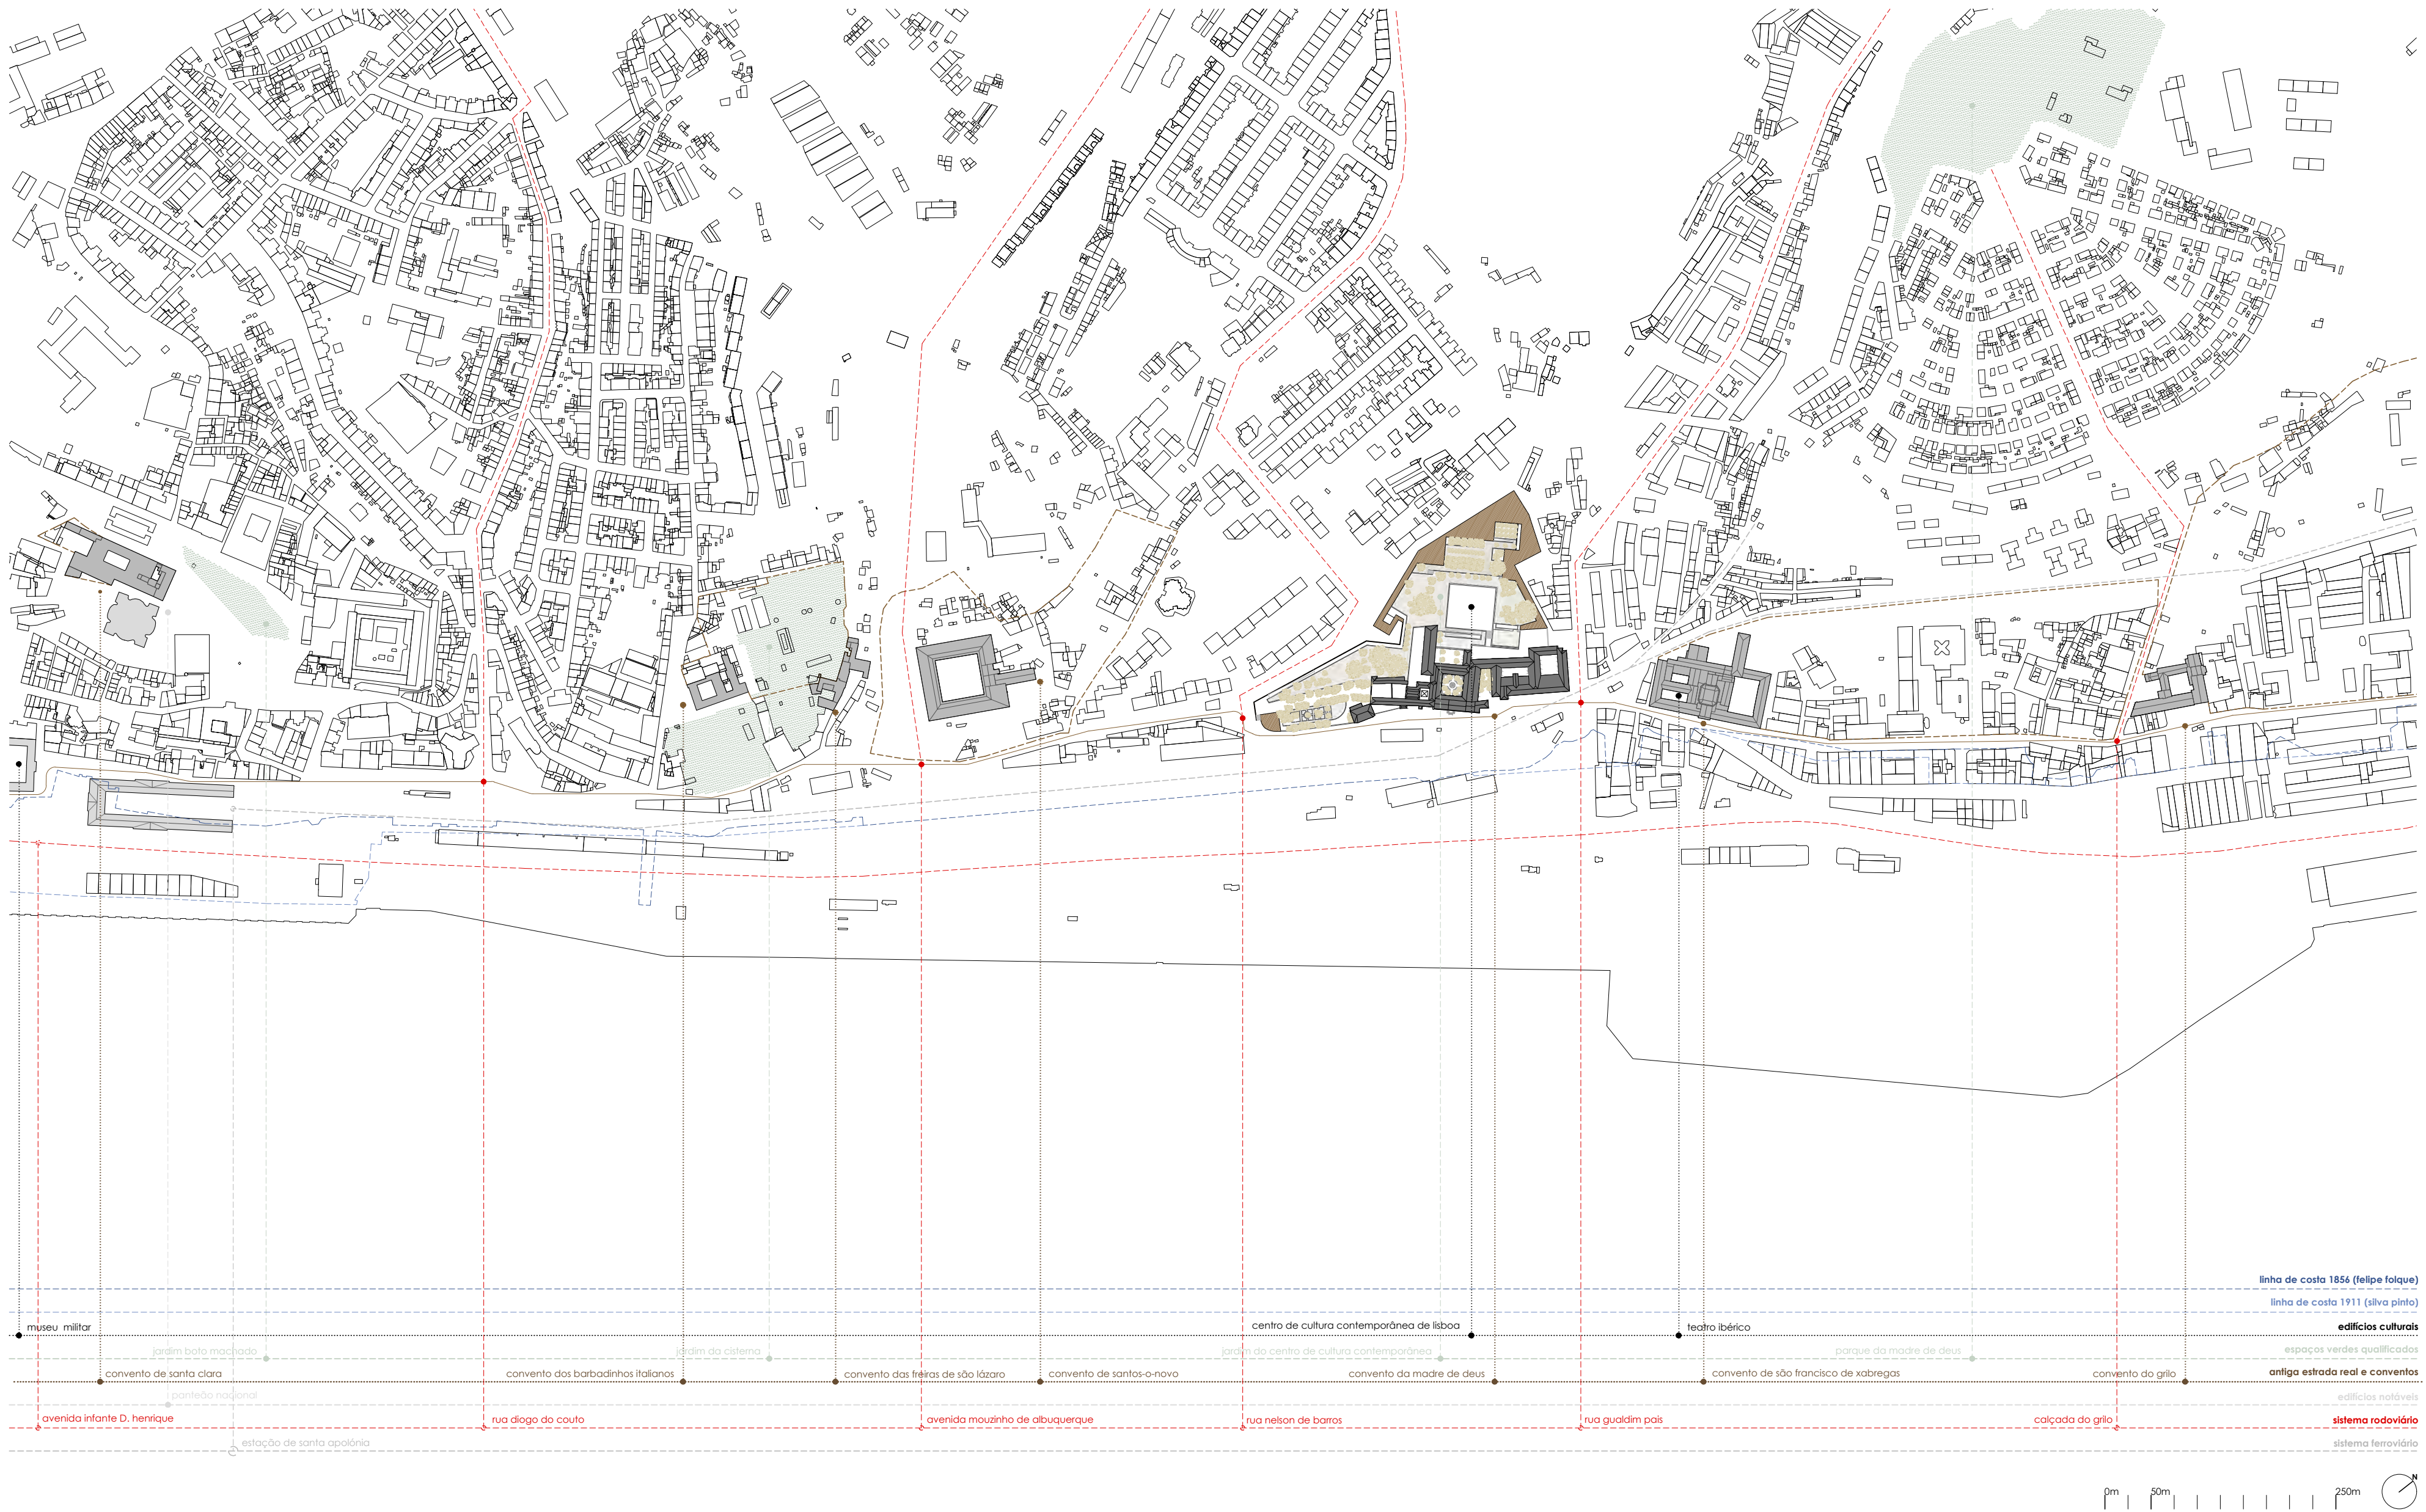 linha de costa 1856 (felipe folque)
linha de costa 1911 (silva pinto)
museu militar
centro de cultura contemporânea de lisboa
teatro ibérico
edifícios culturais
jardim boto machado
jardim da cisterna
jardim do centro de cultura contemporânea
parque da madre de deus
espaços verdes qualificados
convento de santa clara
convento dos barbadinhos italianos
convento das freiras de são lázaro
convento de santos-o-novo
convento da madre de deus
convento de são francisco de xabregas
convento do grilo
antiga estrada real e conventos
panteão nacional
edifícios notáveis
avenida infante D. henrique
rua diogo do couto
avenida mouzinho de albuquerque
rua nelson de barros
rua gualdim pais
calçada do grilo
sistema rodoviário
estação de santa apolónia
sistema ferroviário
0m
50m
250m
N